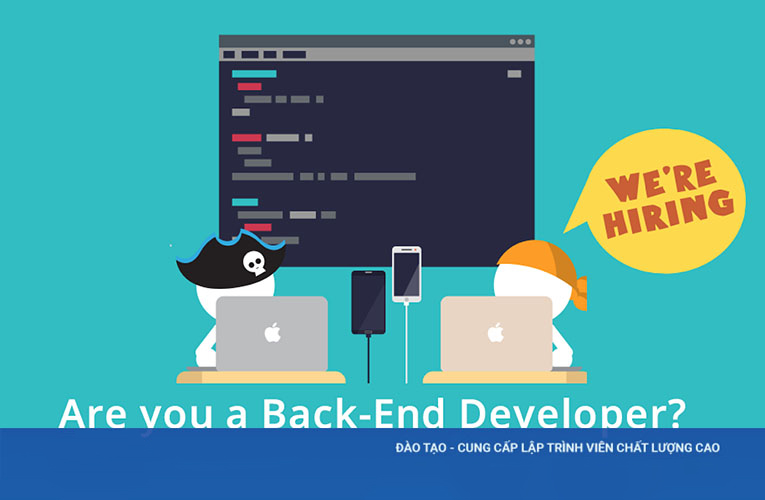 WE'RE
HIRING
Are you a Back-End Developer?
ĐÀO TẠO - CUNG CẤP LẬP TRÌNH VIÊN CHẤT LƯỢNG CAO